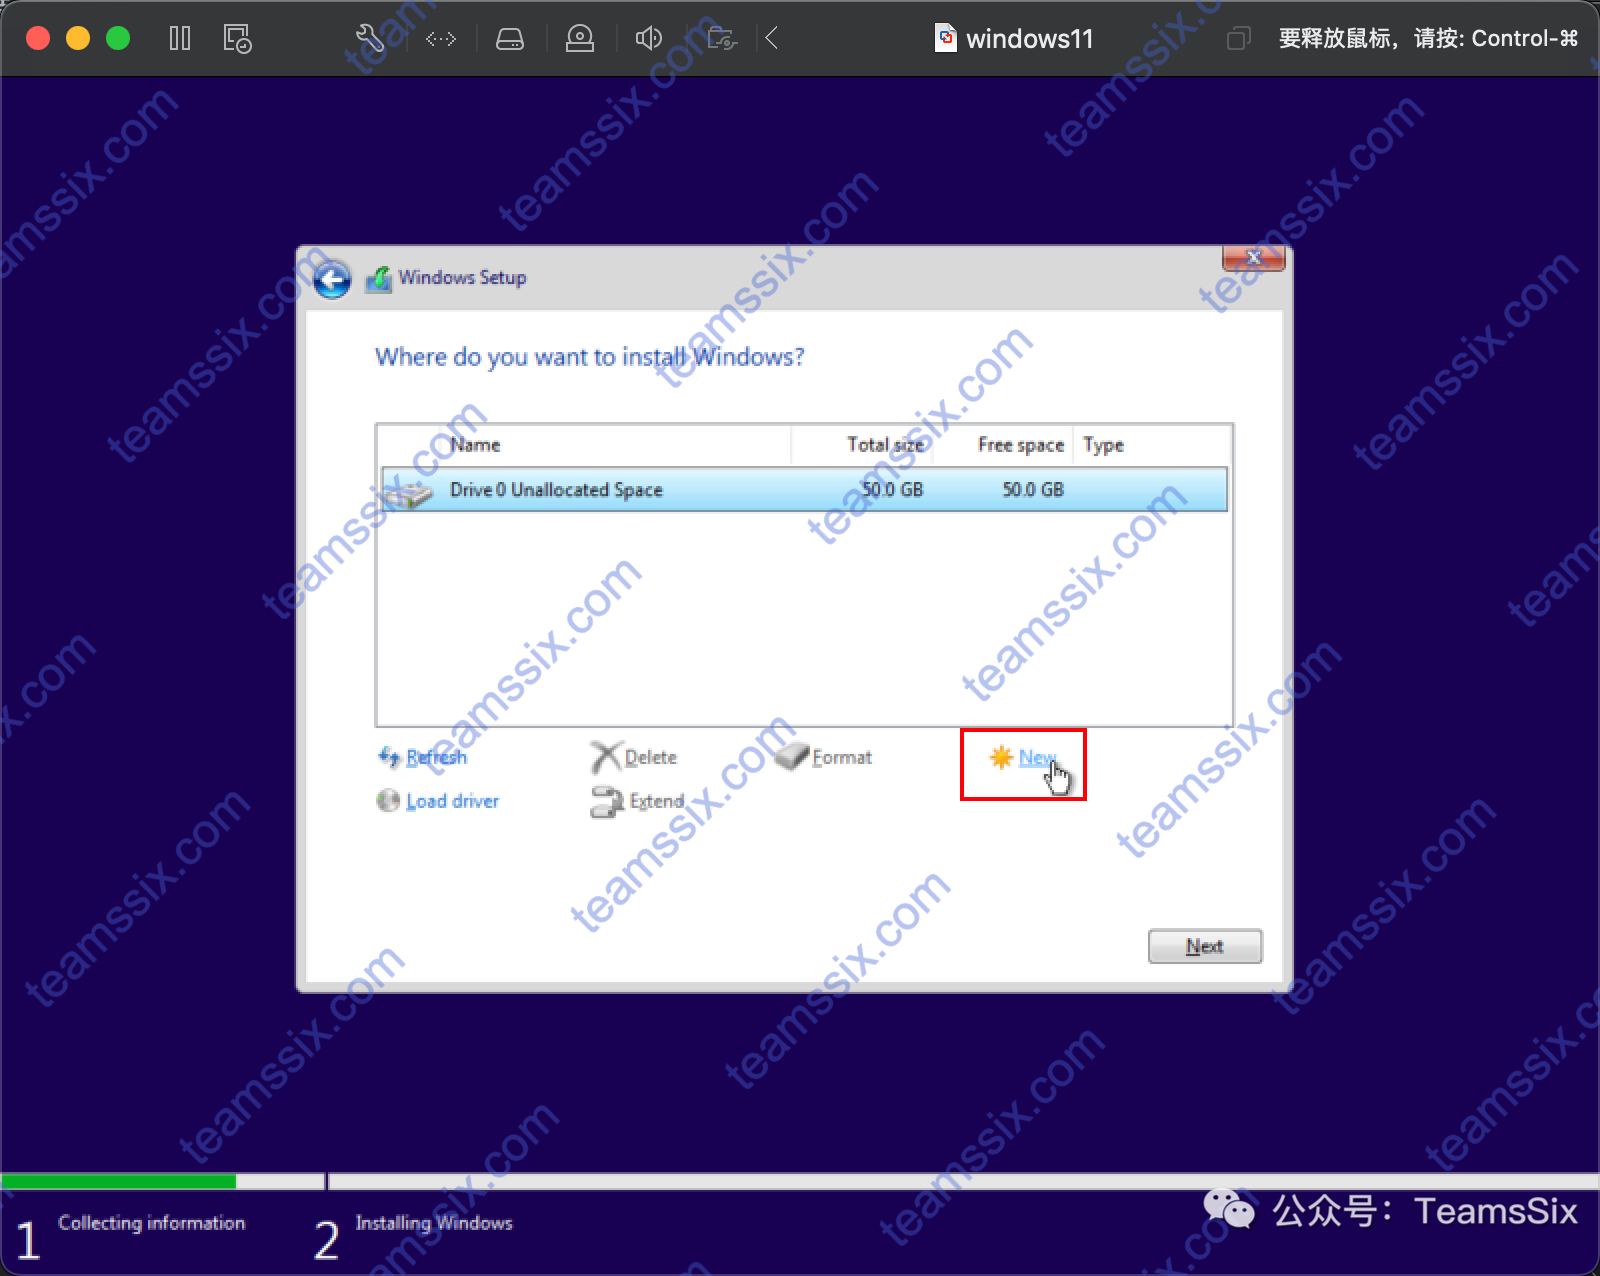 windows11
要释放鼠标，请按: Control-⌘
Windows Setup
Where do you want to install Windows?
Name Total size Free space Type
Drive 0 Unallocated Space 50.0 GB 50.0 GB
Refresh Delete Format New
Load driver Extend
Next
1 Collecting information 2 Installing Windows
公众号：TeamsSix
teamssix.com